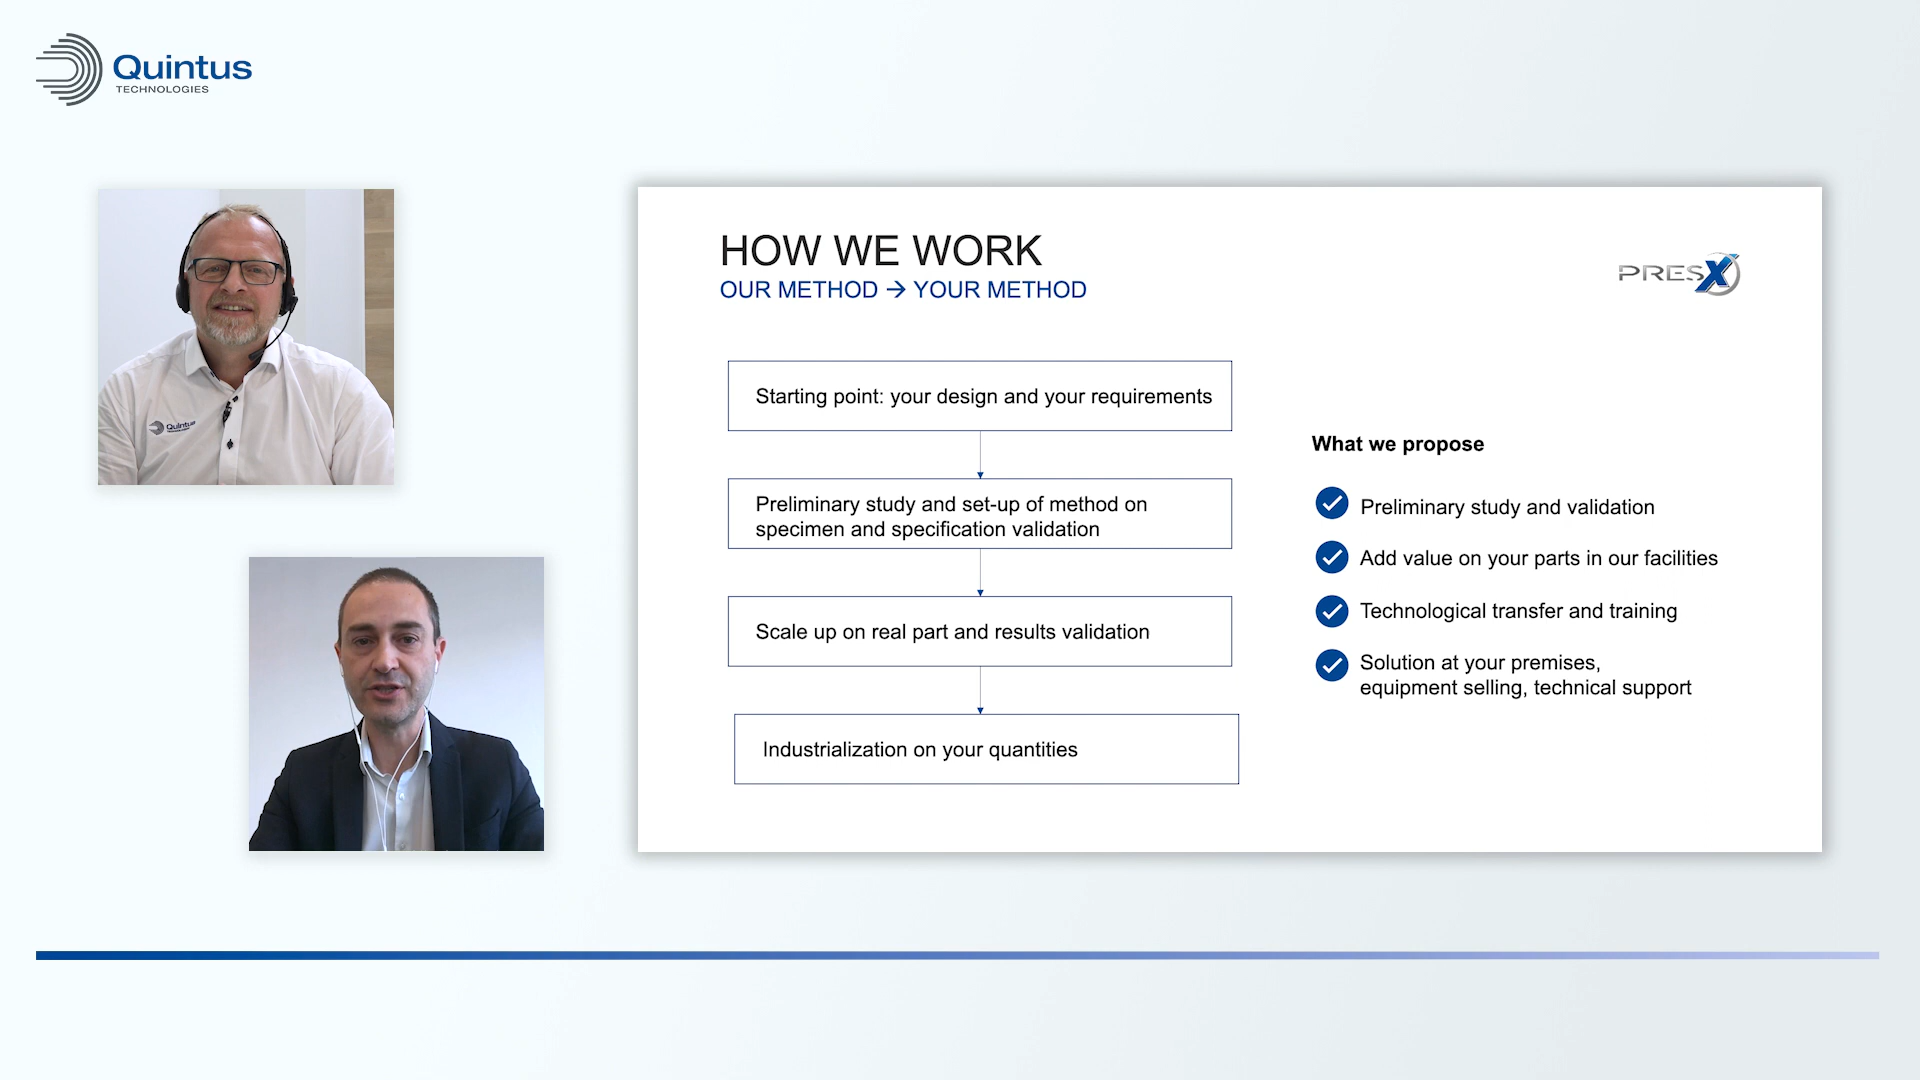 Quintus
TECHNOLOGIES
Quintus
HOW WE WORK
OUR METHOD → YOUR METHOD
PRESX
Starting point: your design and your requirements
Preliminary study and set-up of method on
specimen and specification validation
Scale up on real part and results validation
Industrialization on your quantities
What we propose
Preliminary study and validation
Add value on your parts in our facilities
Technological transfer and training
Solution at your premises,
equipment selling, technical support